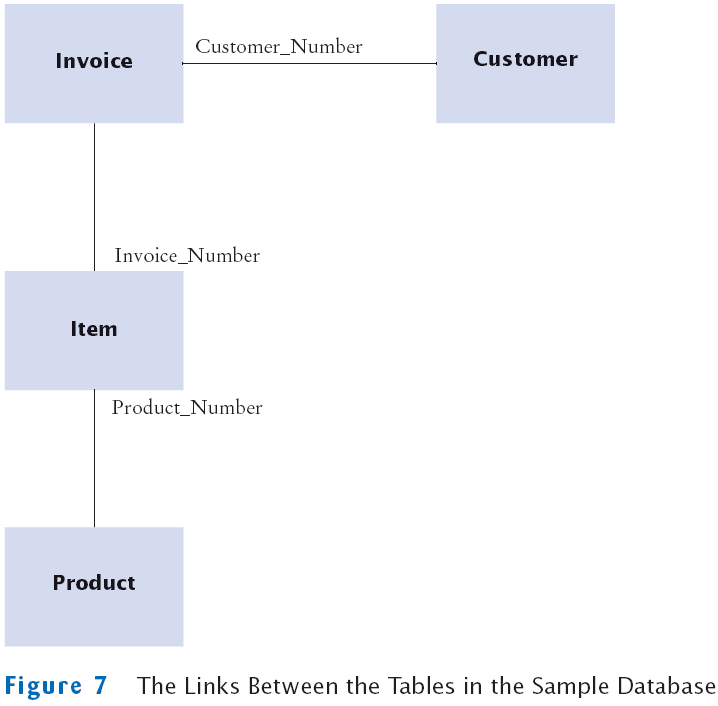 Invoice
Customer_Number
Customer
Invoice_Number
Item
Product_Number
Product
Figure 7 The Links Between the Tables in the Sample Database